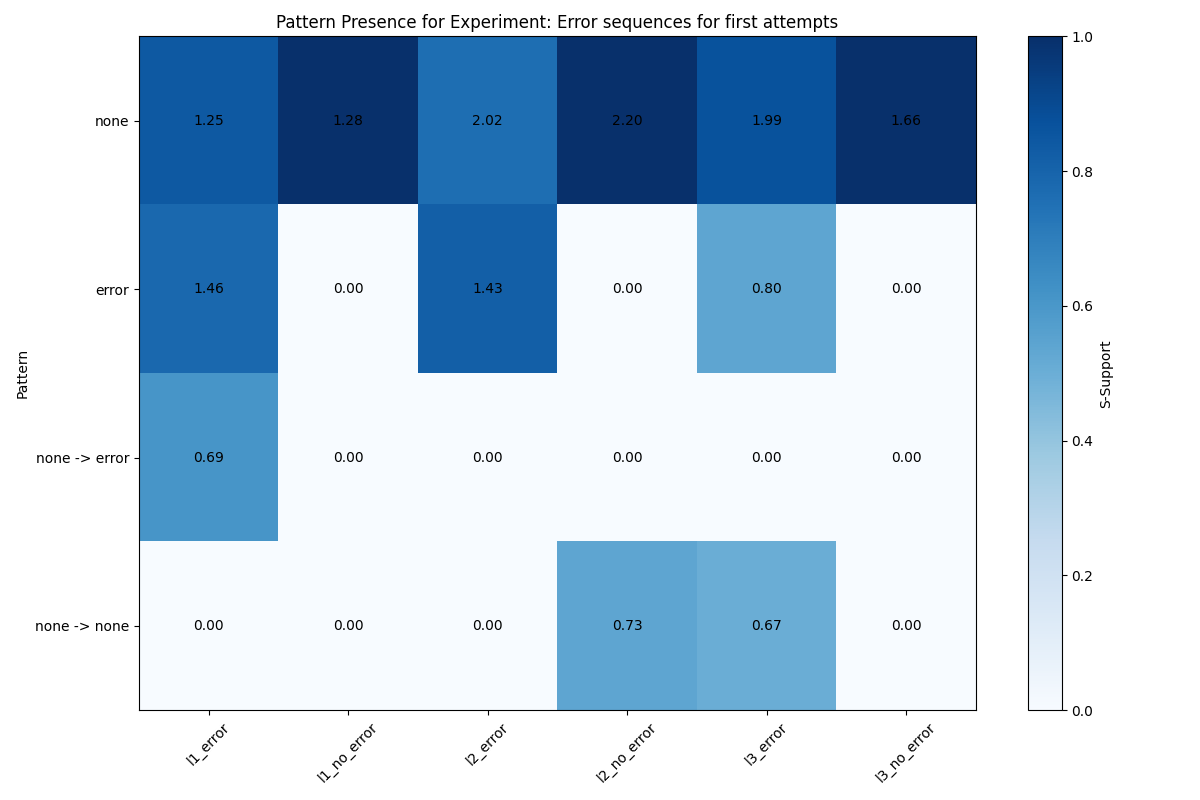 Pattern Presence for Experiment: Error sequences for first attempts
Pattern
none 1.25 1.28 2.02 2.20 1.99 1.66
error 1.46 0.00 1.43 0.00 0.80 0.00
none -> error 0.69 0.00 0.00 0.00 0.00 0.00
none -> none 0.00 0.00 0.00 0.73 0.67 0.00
l1_error l1_no_error l2_error l2_no_error l3_error l3_no_error
1.0
0.8
0.6
0.4
0.2
0.0
S-Support